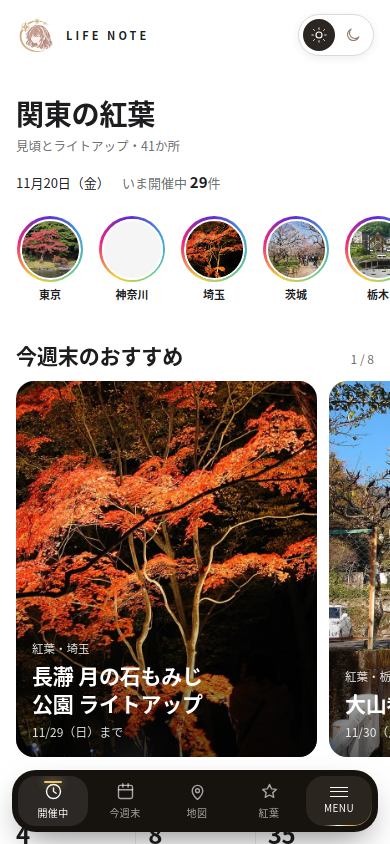 LIFE NOTE
関東の紅葉
見頃とライトアップ・41か所
11月20日（金） いま開催中 29件
東京 神奈川 埼玉 茨城 栃木
今週末のおすすめ
1 / 8
紅葉・埼玉
長瀞 月の石もみじ
公園 ライトアップ
11/29（日）まで
紅葉・栃
大山
11/30（
開催中 今週末 地図 紅葉 MENU
4 8 35